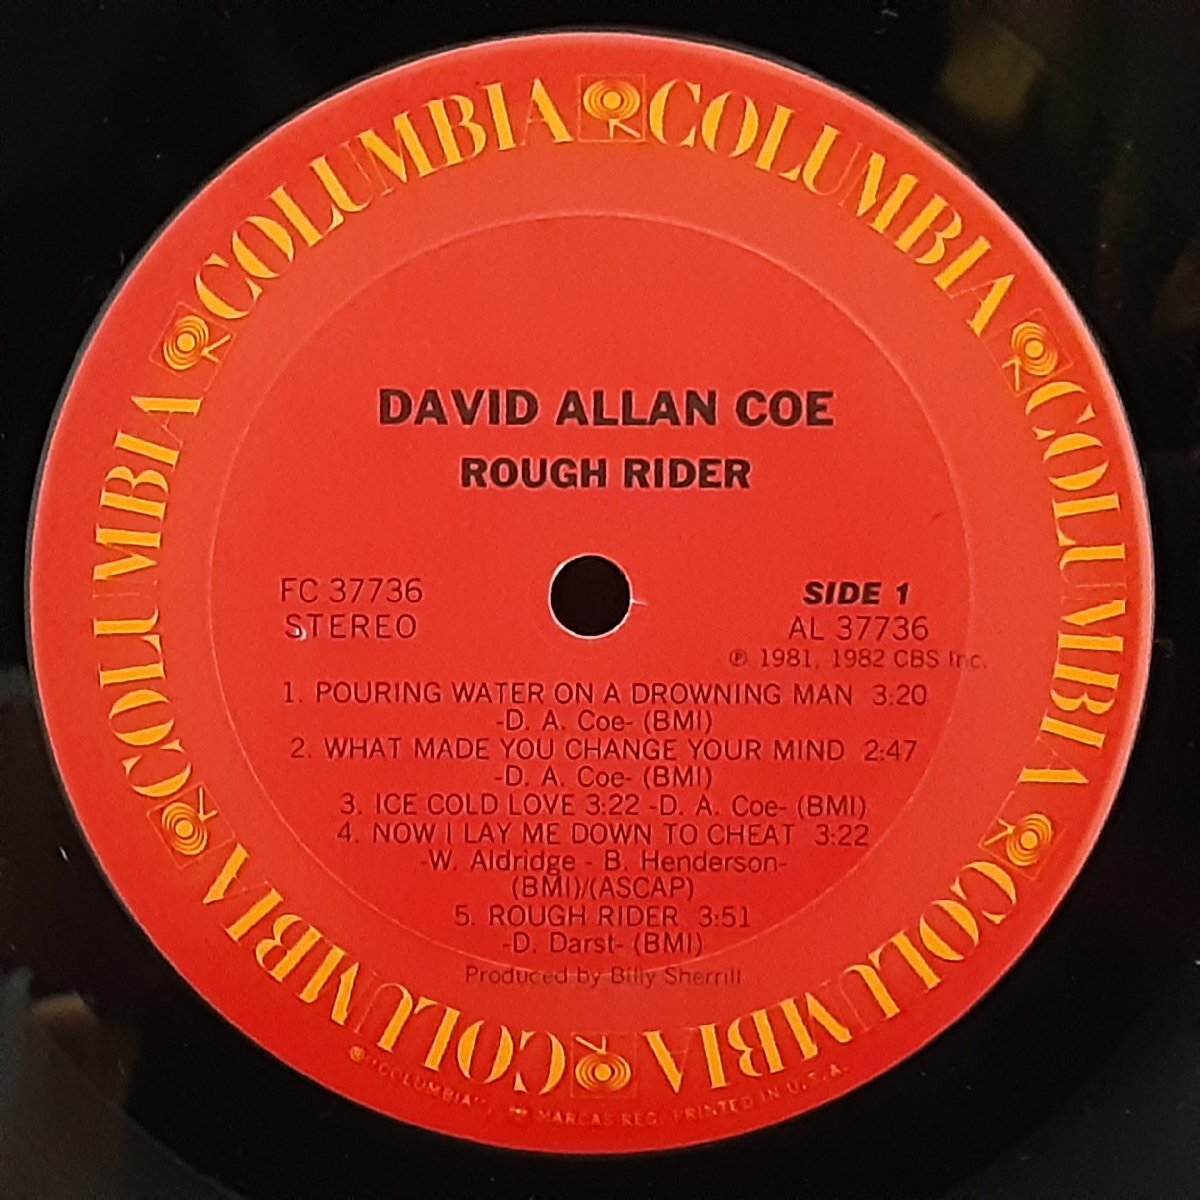 COLUMBIA COLUMBIA COLUMBIA COLUMBIA COLUMBIA COLUMBIA
DAVID ALLAN COE
ROUGH RIDER
FC 37736
STEREO
SIDE 1
AL 37736
℗ 1981, 1982 CBS Inc.
1. POURING WATER ON A DROWNING MAN 3:20
-D. A. Coe- (BMI)
2. WHAT MADE YOU CHANGE YOUR MIND 2:47
-D. A. Coe- (BMI)
3. ICE COLD LOVE 3:22 -D. A. Coe- (BMI)
4. NOW I LAY ME DOWN TO CHEAT 3:22
-W. Aldridge - B. Henderson-
(BMI)/(ASCAP)
5. ROUGH RIDER 3:51
-D. Darst- (BMI)
Produced by Billy Sherrill
® "COLUMBIA", MARCAS REG. PRINTED IN U.S.A.